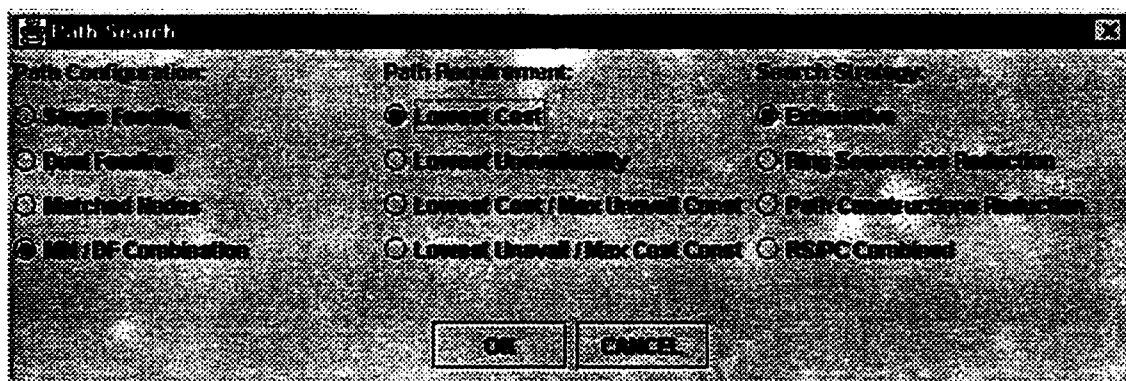 Path Search
Path Configuration: Path Requirement: Search Strategy:
Single Feeding Lowest Cost Exhaustive
Dual Feeding Lowest Unavailability Ring Sequences Reduction
Matched Nodes Lowest Cost / Max Unavail Const Path Constructions Reduction
MN / DF Combination Lowest Unavail / Max Cost Const RS/PC Combined
OK CANCEL